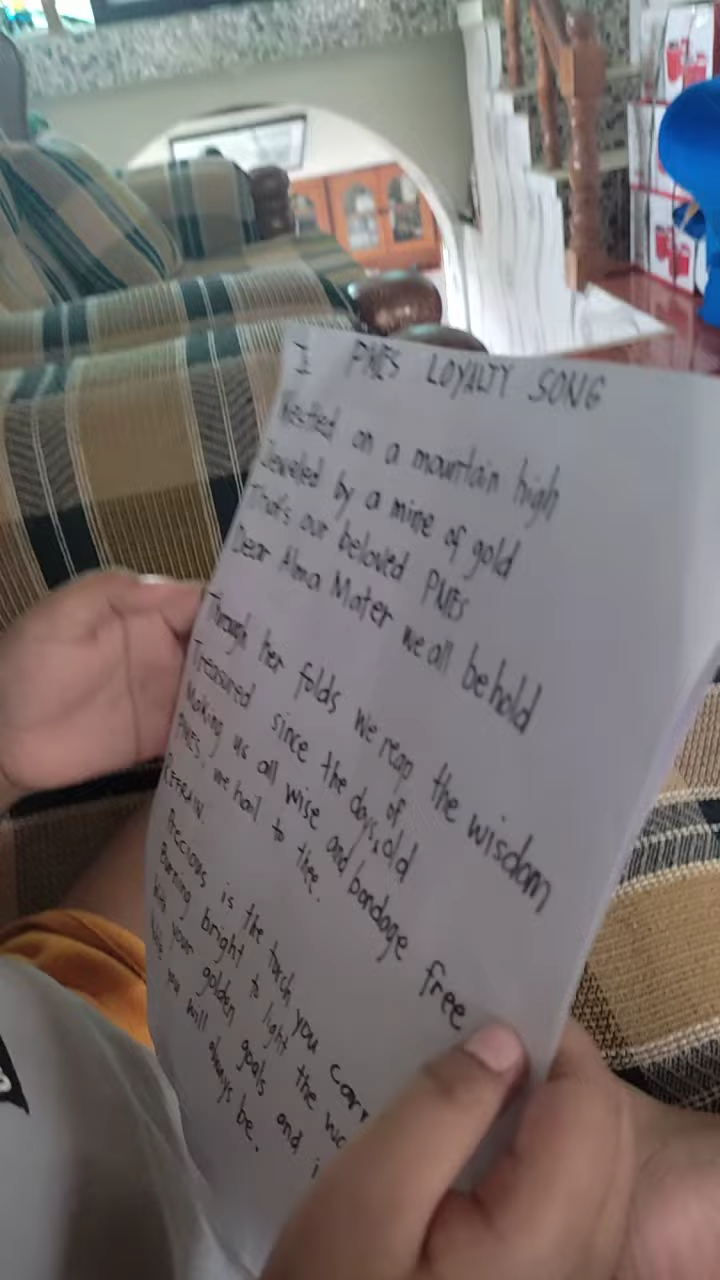 I PNES LOYALTY SONG
Nestled on a mountain high
Jeweled by a mine of gold
That's our beloved PNES
Dear Alma Mater we all behold
Through her folds we reap the wisdom
Treasured since the days of old
Making us all wise and bondage free
PNES, we hail to thee.
REFRAIN:
Precious is the torch you
Burning bright to light the
your golden goals and
you will always be.